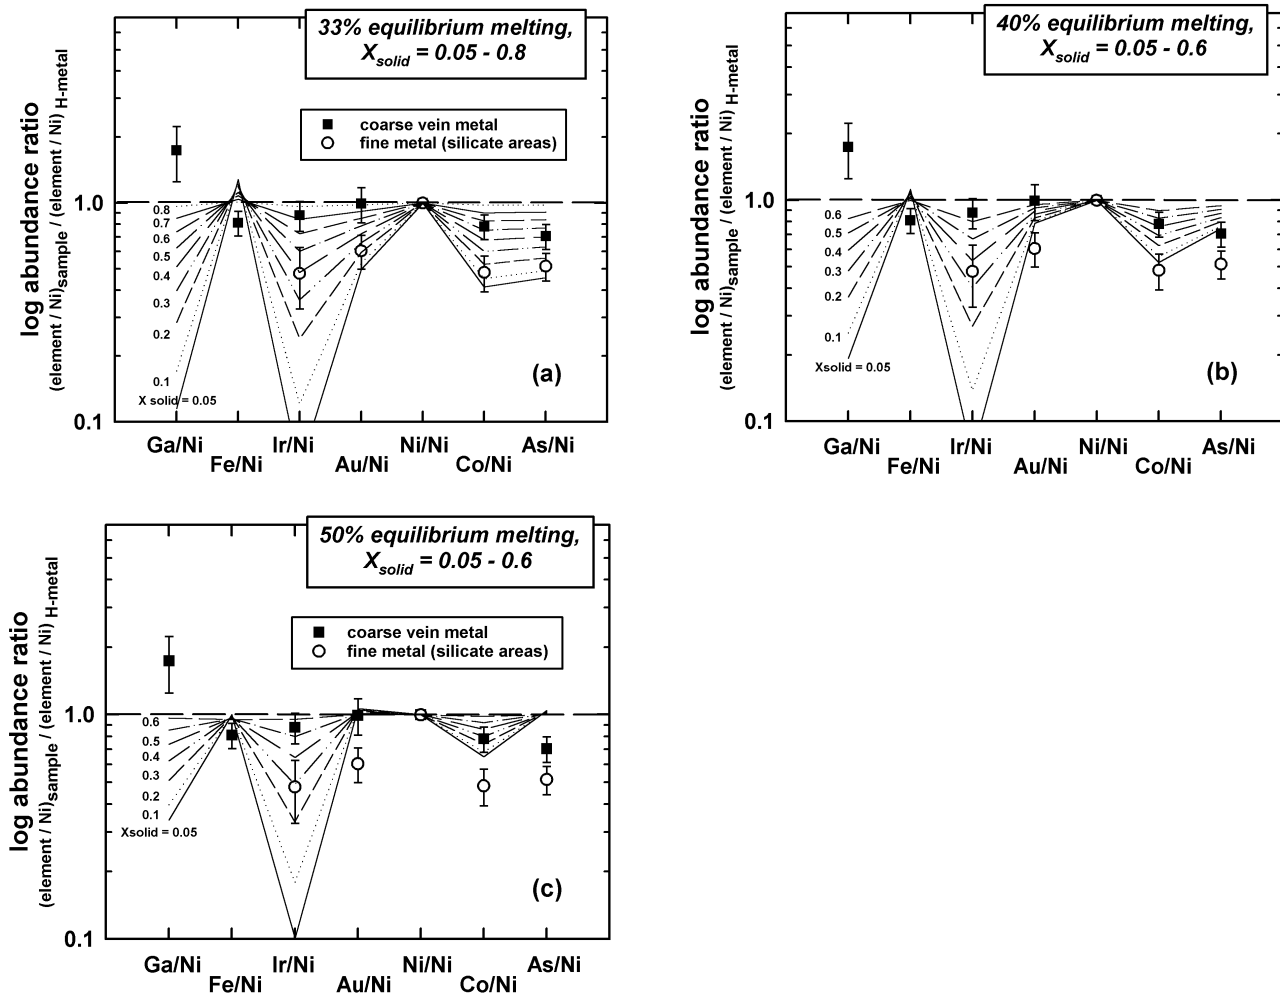 33% equilibrium melting,
Xsolid = 0.05 - 0.8
coarse vein metal
fine metal (silicate areas)
log abundance ratio
(element / Ni)sample / (element / Ni) H-metal
1.0
0.1
0.8
0.7
0.6
0.5
0.4
0.3
0.2
0.1
X solid = 0.05
(a)
Ga/Ni
Fe/Ni
Ir/Ni
Au/Ni
Ni/Ni
Co/Ni
As/Ni
40% equilibrium melting,
Xsolid = 0.05 - 0.6
log abundance ratio
(element / Ni)sample / (element / Ni) H-metal
1.0
0.1
0.6
0.5
0.4
0.3
0.2
0.1
Xsolid = 0.05
(b)
Ga/Ni
Fe/Ni
Ir/Ni
Au/Ni
Ni/Ni
Co/Ni
As/Ni
50% equilibrium melting,
Xsolid = 0.05 - 0.6
coarse vein metal
fine metal (silicate areas)
log abundance ratio
(element / Ni)sample / (element / Ni) H-metal
1.0
0.1
0.6
0.5
0.4
0.3
0.2
0.1
Xsolid = 0.05
(c)
Ga/Ni
Fe/Ni
Ir/Ni
Au/Ni
Ni/Ni
Co/Ni
As/Ni